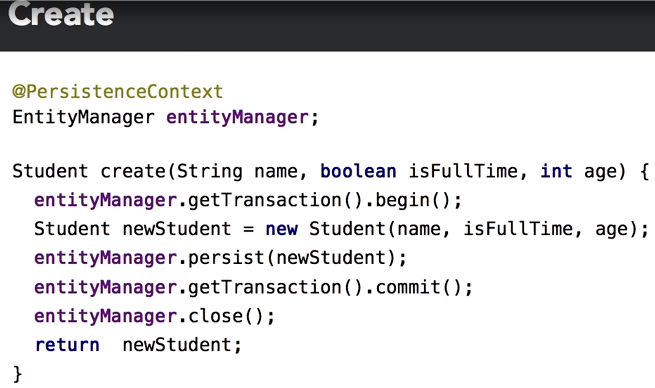 Create
@PersistenceContext
EntityManager entityManager;
Student create(String name, boolean isFullTime, int age) {
entityManager.getTransaction().begin();
Student newStudent = new Student(name, isFullTime, age);
entityManager.persist(newStudent);
entityManager.getTransaction().commit();
entityManager.close();
return  newStudent;
}